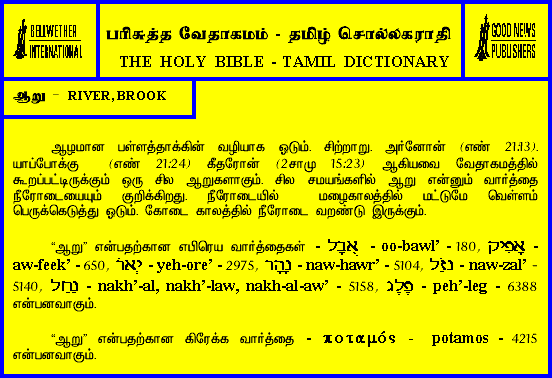 BELLWETHER
INTERNATIONAL
பரிசுத்த வேதாகமம் - தமிழ் சொல்லகராதி
THE HOLY BIBLE - TAMIL DICTIONARY
GOOD NEWS
PUBLISHERS
ஆறு - RIVER,BROOK
ஆழமான பள்ளத்தாக்கின் வழியாக ஓடும். சிற்றாறு. அர்னோன் (எண் 21:13).
யாப்போக்கு (எண் 21:24) கீதரோன் (2சாமு 15:23) ஆகியவை வேதாகமத்தில்
கூறப்பட்டிருக்கும் ஒரு சில ஆறுகளாகும். சில சமயங்களில் ஆறு என்னும் வார்த்தை
நீரோடையையும் குறிக்கிறது. நீரோடையில் மழைகாலத்தில் மட்டுமே வெள்ளம்
பெருக்கெடுத்து ஓடும். கோடை காலத்தில் நீரோடை வறண்டு இருக்கும்.
“ஆறு” என்பதற்கான எபிரெய வார்த்தைகள் - אֻבָל - oo-bawl’ - 180, אָפִיק -
aw-feek’ - 650, יְאֹר - yeh-ore’ - 2975, נָהָר - naw-hawr’ - 5104, נֹזֵל - naw-zal’ -
5140, נַחַל - nakh’-al, nakh’-law, nakh-al-aw’ - 5158, פֶּלֶג - peh’-leg - 6388
என்பனவாகும்.
“ஆறு” என்பதற்கான கிரேக்க வார்த்தை - ποταμός - potamos - 4215
என்பனவாகும்.